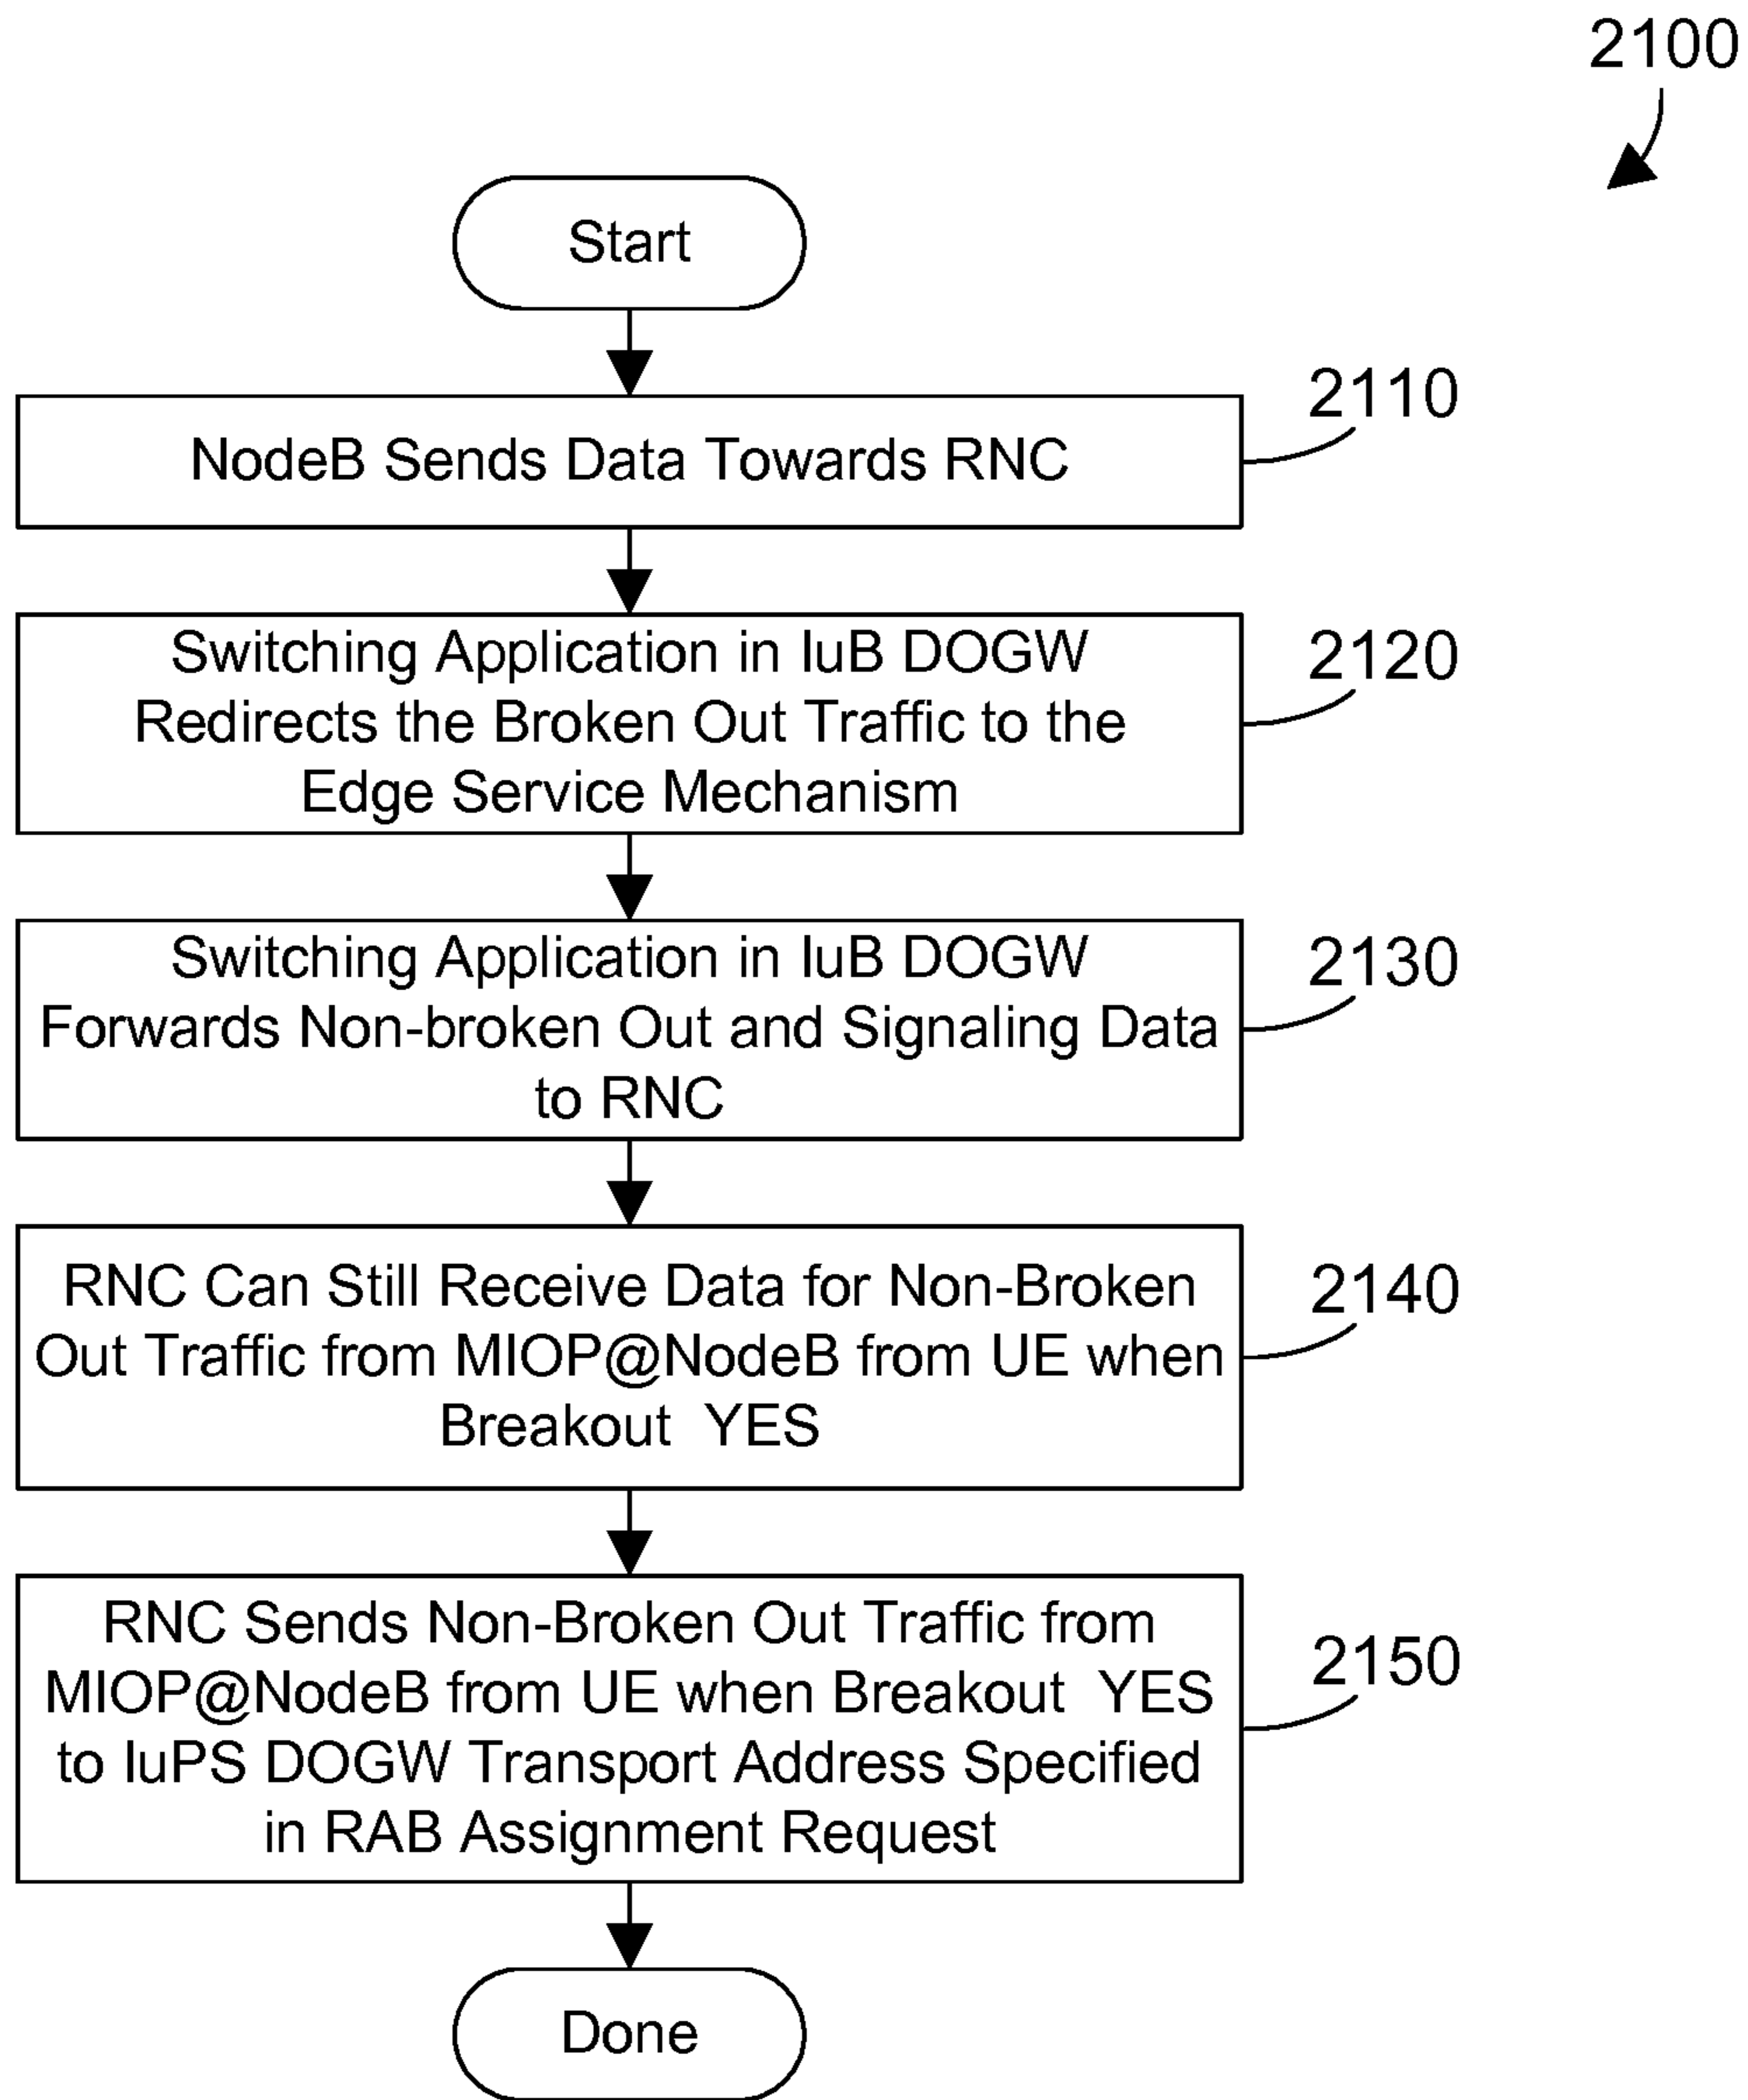 2100
Start
2110
NodeB Sends Data Towards RNC
2120
Switching Application in IuB DOGW
Redirects the Broken Out Traffic to the
Edge Service Mechanism
2130
Switching Application in IuB DOGW
Forwards Non-broken Out and Signaling Data
to RNC
2140
RNC Can Still Receive Data for Non-Broken
Out Traffic from MIOP@NodeB from UE when
Breakout  YES
2150
RNC Sends Non-Broken Out Traffic from
MIOP@NodeB from UE when Breakout  YES
to IuPS DOGW Transport Address Specified
in RAB Assignment Request
Done